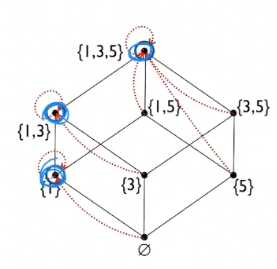 {1,3,5}
{1,5} {3,5}
{1,3}
{1} {3} {5}
∅